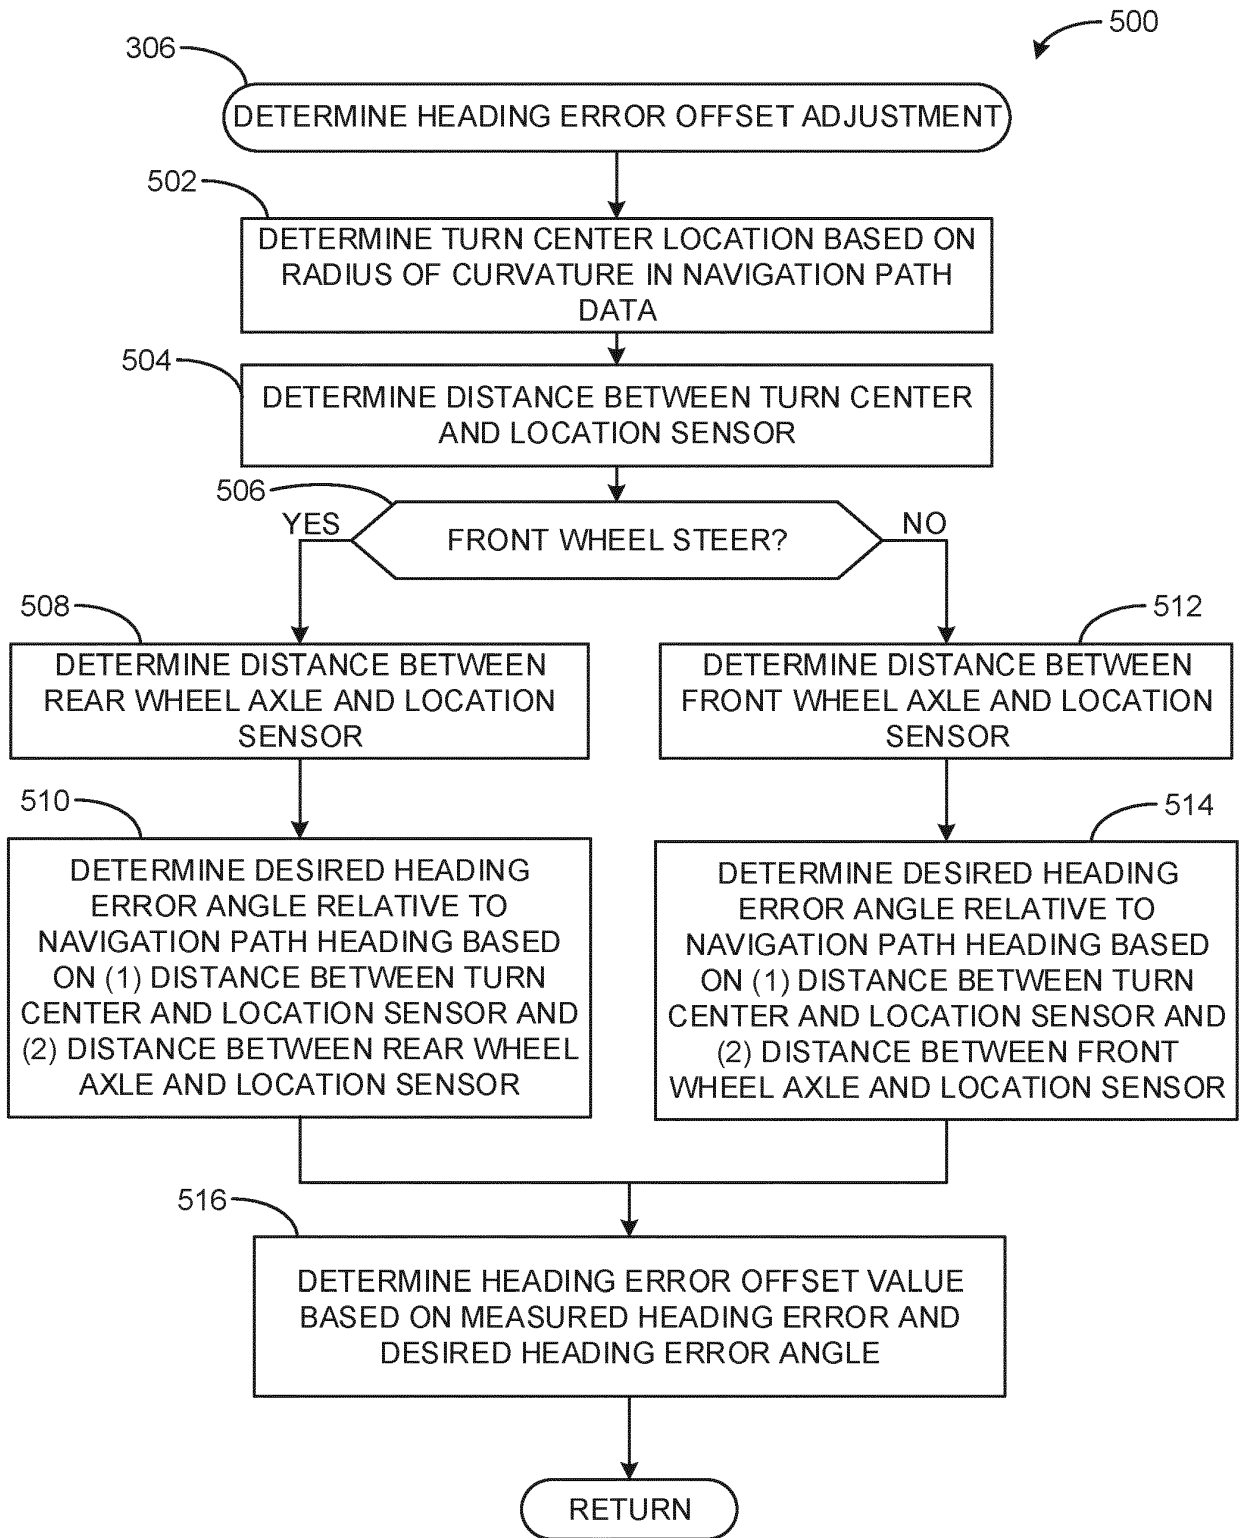 500
306
DETERMINE HEADING ERROR OFFSET ADJUSTMENT
502
DETERMINE TURN CENTER LOCATION BASED ON
RADIUS OF CURVATURE IN NAVIGATION PATH
DATA
504
DETERMINE DISTANCE BETWEEN TURN CENTER
AND LOCATION SENSOR
506
YES
FRONT WHEEL STEER?
NO
508
DETERMINE DISTANCE BETWEEN
REAR WHEEL AXLE AND LOCATION
SENSOR
512
DETERMINE DISTANCE BETWEEN
FRONT WHEEL AXLE AND LOCATION
SENSOR
510
DETERMINE DESIRED HEADING
ERROR ANGLE RELATIVE TO
NAVIGATION PATH HEADING BASED
ON (1) DISTANCE BETWEEN TURN
CENTER AND LOCATION SENSOR AND
(2) DISTANCE BETWEEN REAR WHEEL
AXLE AND LOCATION SENSOR
514
DETERMINE DESIRED HEADING
ERROR ANGLE RELATIVE TO
NAVIGATION PATH HEADING BASED
ON (1) DISTANCE BETWEEN TURN
CENTER AND LOCATION SENSOR AND
(2) DISTANCE BETWEEN FRONT
WHEEL AXLE AND LOCATION SENSOR
516
DETERMINE HEADING ERROR OFFSET VALUE
BASED ON MEASURED HEADING ERROR AND
DESIRED HEADING ERROR ANGLE
RETURN